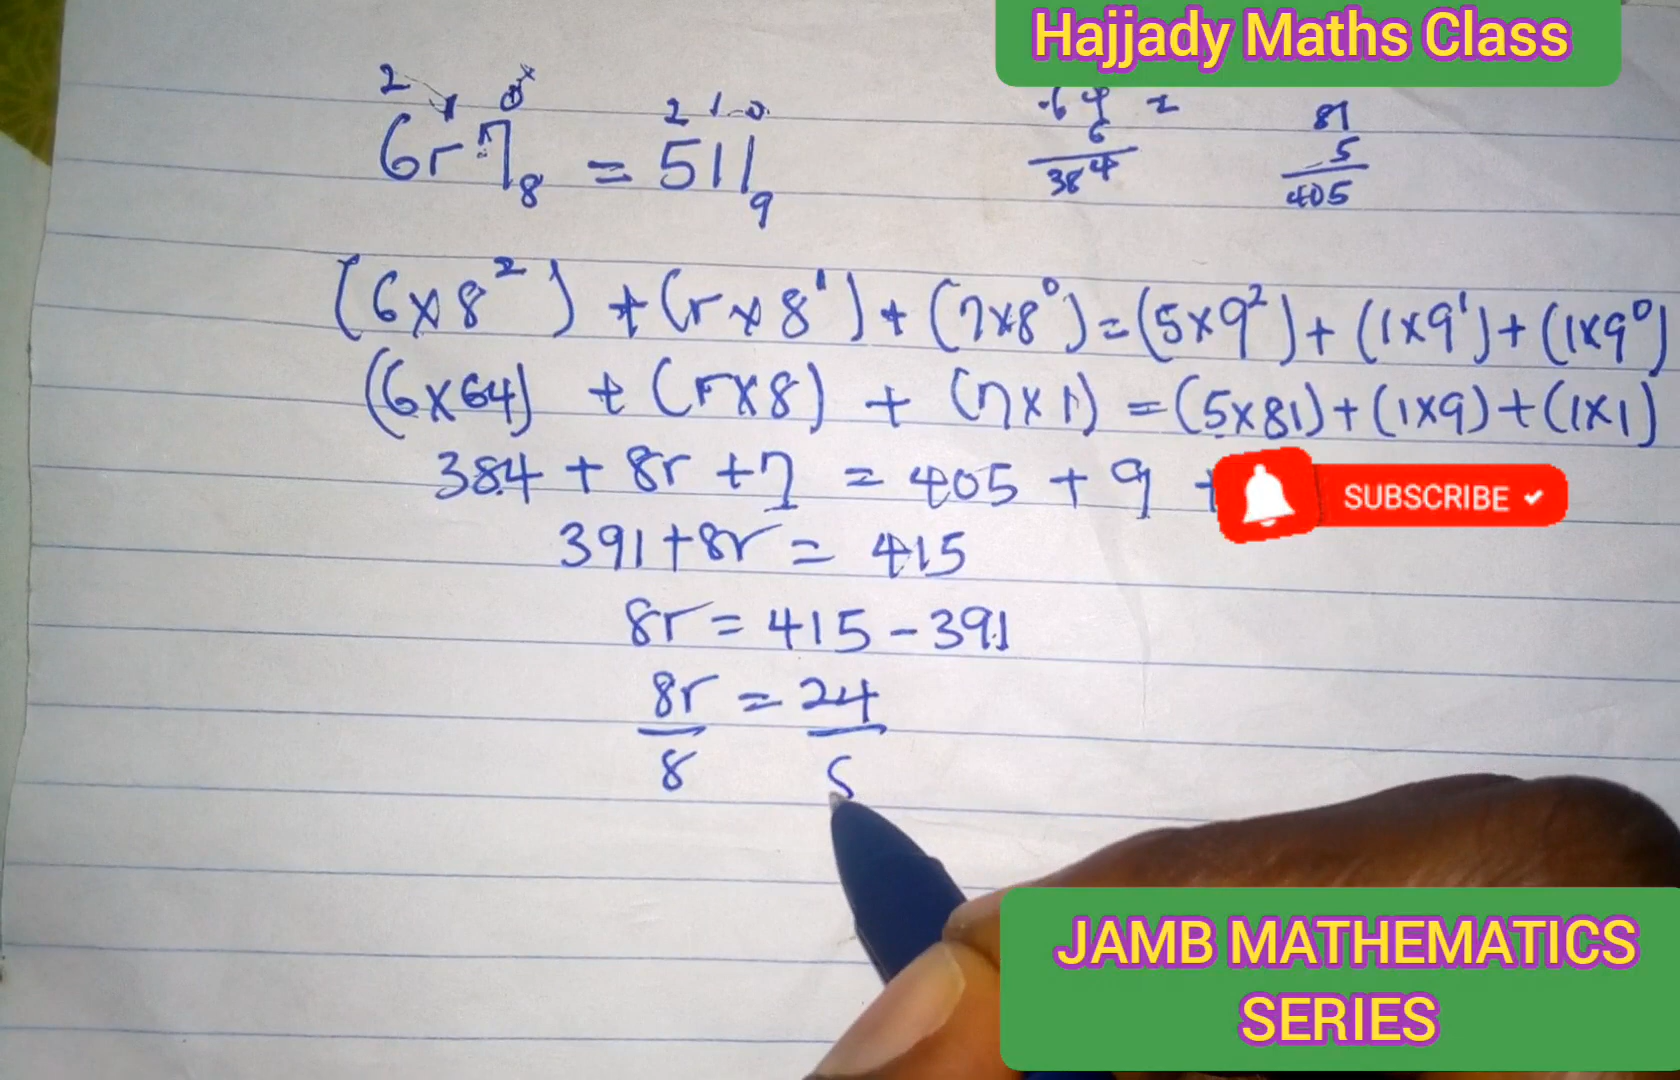 Hajjady Maths Class
2 1 0
6r7₈ = 511₉
2 1 0
64 x
6
384
81
5
405
(6×8²) + (r×8¹) + (7×8⁰) = (5×9²) + (1×9¹) + (1×9⁰)
(6×64) + (r×8) + (7×1) = (5×81) + (1×9) + (1×1)
384 + 8r + 7 = 405 + 9 +
SUBSCRIBE
391 + 8r = 415
8r = 415 - 391
8r = 24
8
JAMB MATHEMATICS
SERIES